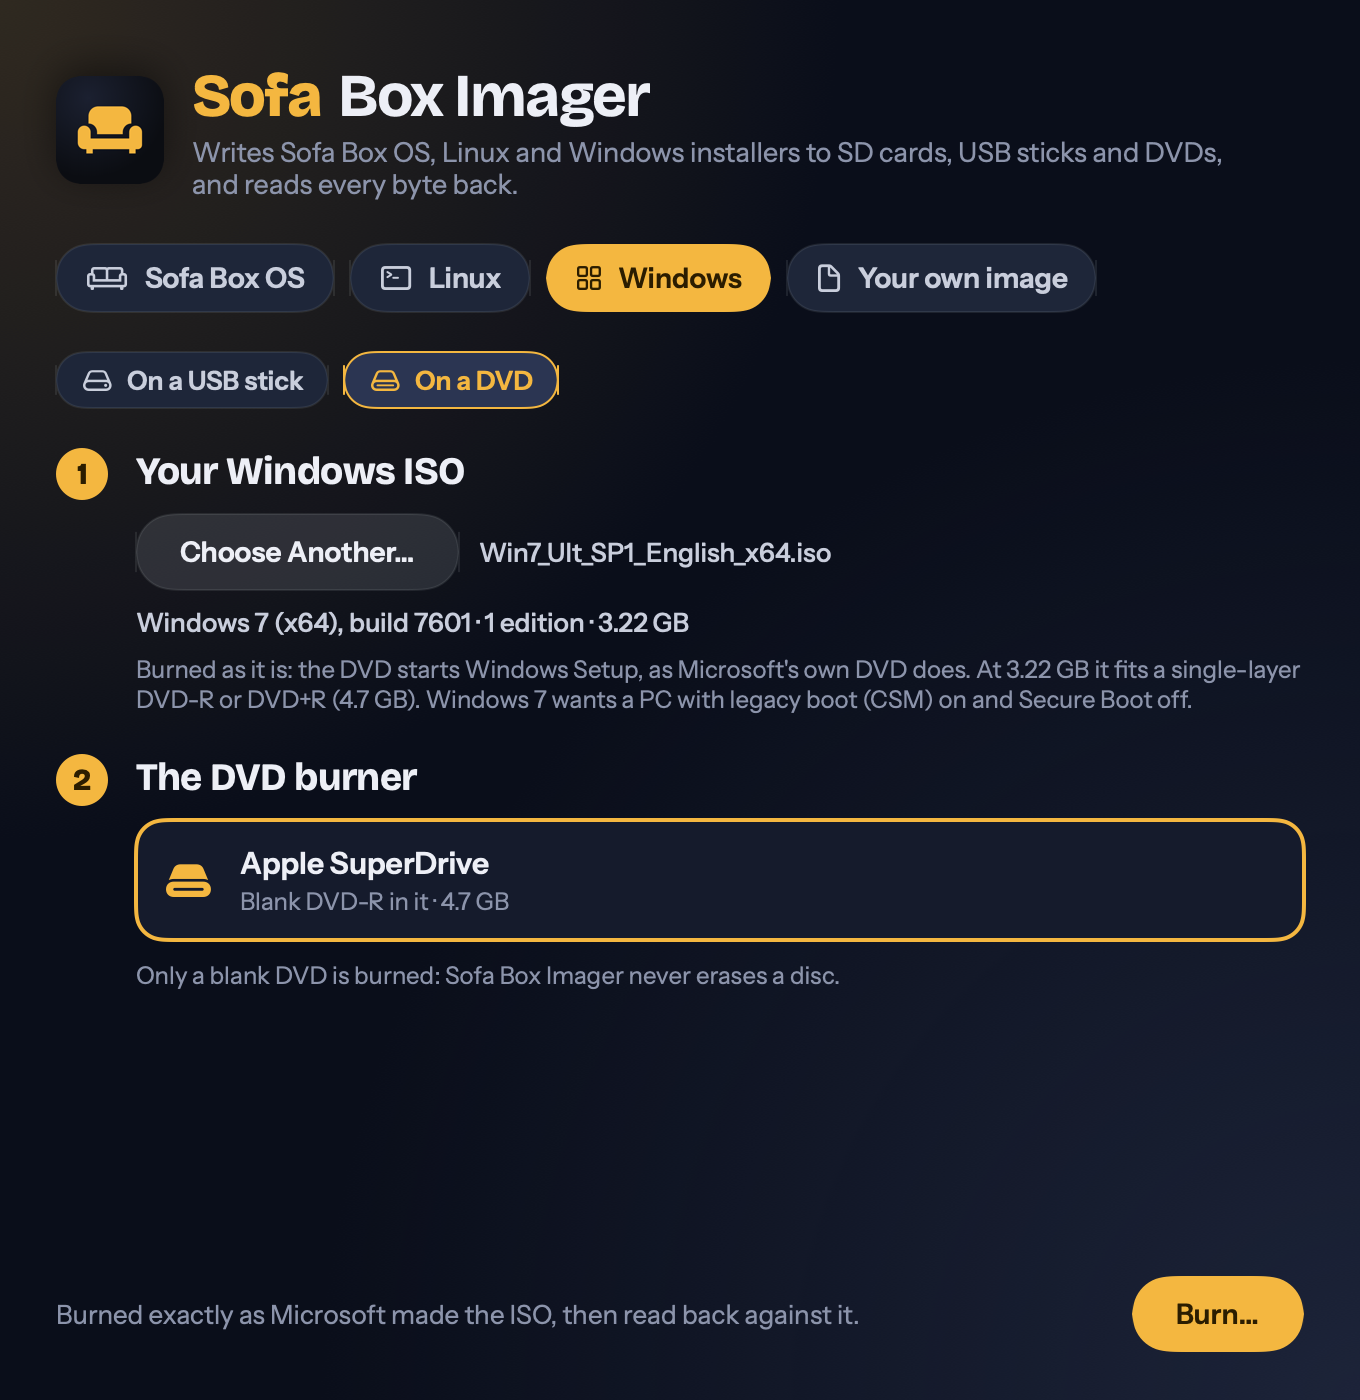 Sofa Box Imager
Writes Sofa Box OS, Linux and Windows installers to SD cards, USB sticks and DVDs,
and reads every byte back.
Sofa Box OS
Linux
Windows
Your own image
On a USB stick
On a DVD
1
Your Windows ISO
Choose Another...
Win7_Ult_SP1_English_x64.iso
Windows 7 (x64), build 7601 · 1 edition · 3.22 GB
Burned as it is: the DVD starts Windows Setup, as Microsoft's own DVD does. At 3.22 GB it fits a single-layer
DVD-R or DVD+R (4.7 GB). Windows 7 wants a PC with legacy boot (CSM) on and Secure Boot off.
2
The DVD burner
Apple SuperDrive
Blank DVD-R in it · 4.7 GB
Only a blank DVD is burned: Sofa Box Imager never erases a disc.
Burned exactly as Microsoft made the ISO, then read back against it.
Burn...